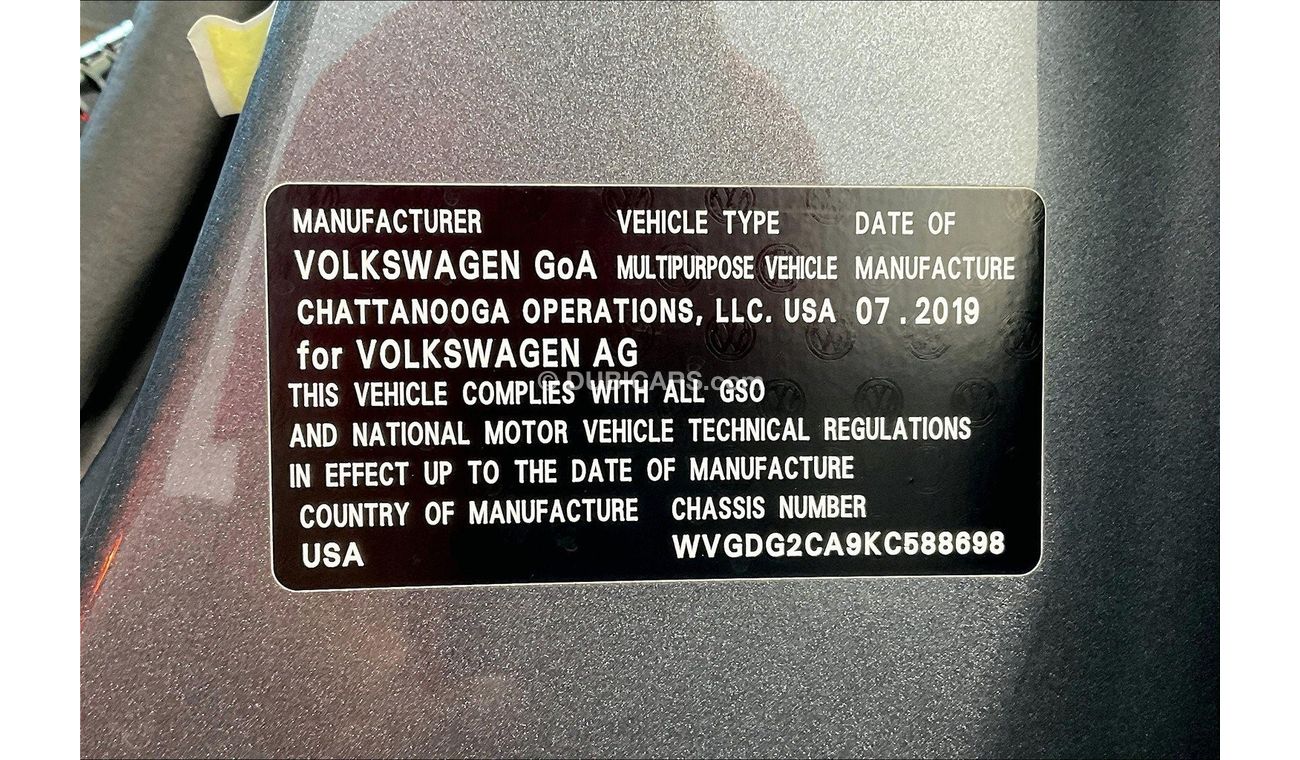 MANUFACTURER VEHICLE TYPE DATE OF
VOLKSWAGEN GoA MULTIPURPOSE VEHICLE MANUFACTURE
CHATTANOOGA OPERATIONS, LLC. USA 07.2019
for VOLKSWAGEN AG
© DUBICARS.com
THIS VEHICLE COMPLIES WITH ALL GSO
AND NATIONAL MOTOR VEHICLE TECHNICAL REGULATIONS
IN EFFECT UP TO THE DATE OF MANUFACTURE
COUNTRY OF MANUFACTURE CHASSIS NUMBER
USA WVGDG2CA9KC588698